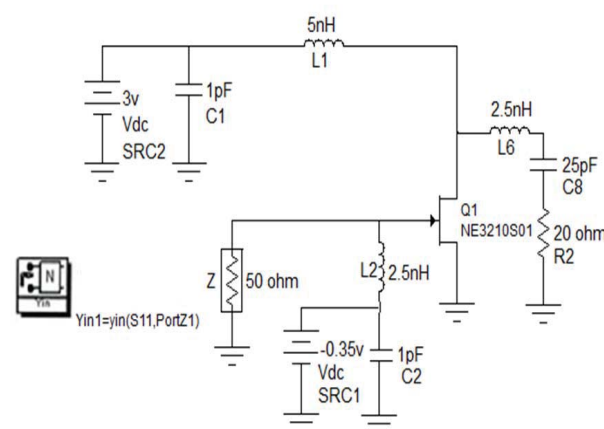 5nH
L1
3v
Vdc
SRC2
1pF
C1
2.5nH
L6
25pF
C8
Q1
NE3210S01
20 ohm
R2
Z
50 ohm
L2
2.5nH
N
Yin
Yin1=yin(S11,PortZ1)
-0.35v
Vdc
SRC1
1pF
C2